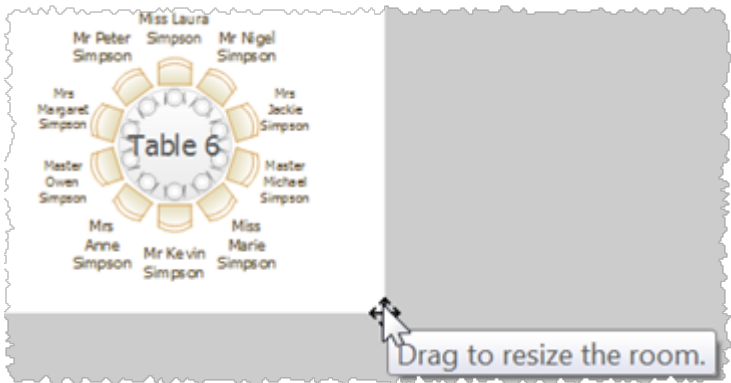 Miss Laura
Simpson
Mr Peter
Simpson
Mr Nigel
Simpson
Mrs
Margaret
Simpson
Mrs
Jackie
Simpson
Table 6
Master
Owen
Simpson
Master
Michael
Simpson
Mrs
Anne
Simpson
Mr Kevin
Simpson
Miss
Marie
Simpson
Drag to resize the room.